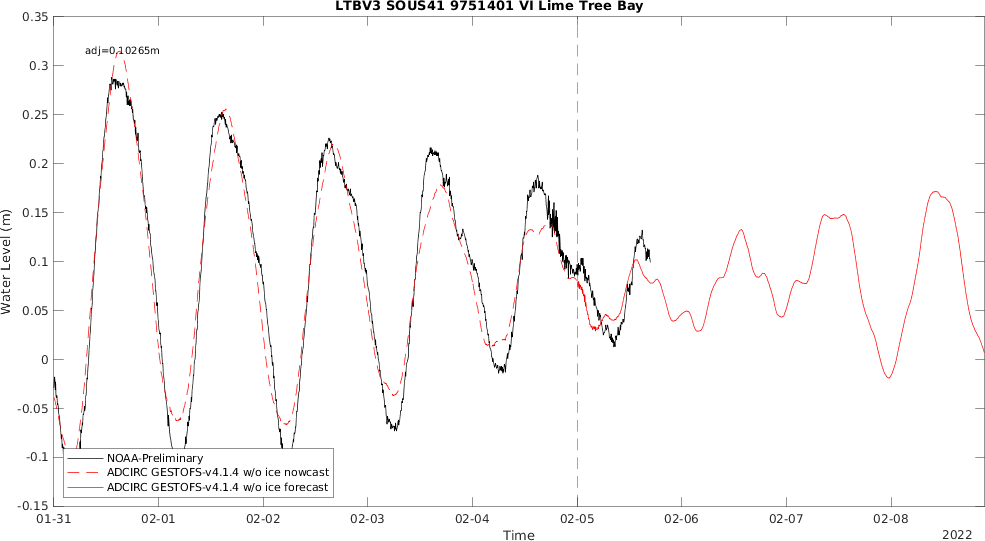 LTBV3 SOUS41 9751401 VI Lime Tree Bay
0.35
0.3
0.25
0.2
0.15
0.1
0.05
0
-0.05
-0.1
-0.15
Water Level (m)
adj=0.10265m
NOAA-Preliminary
ADCIRC GESTOFS-v4.1.4 w/o ice nowcast
ADCIRC GESTOFS-v4.1.4 w/o ice forecast
01-31 02-01 02-02 02-03 02-04 02-05 02-06 02-07 02-08
Time
2022